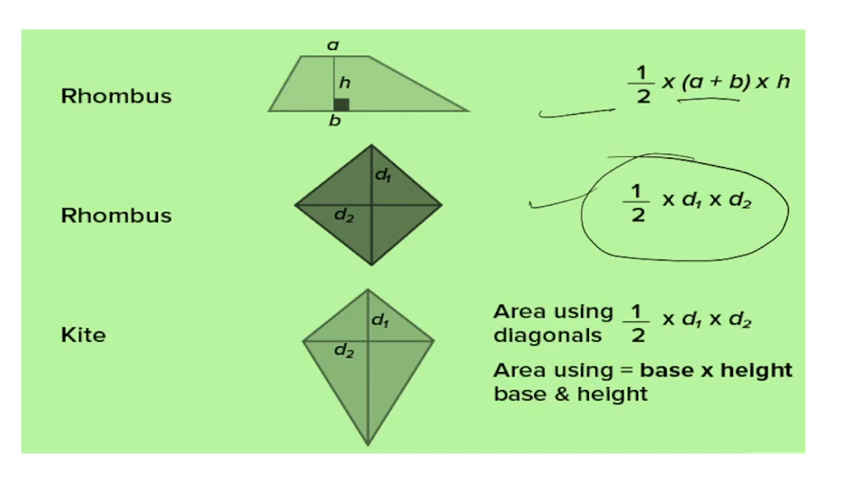 a
Rhombus h 1/2 x (a + b) x h
b
Rhombus d₁ d₂ 1/2 x d₁ x d₂
Kite d₁ d₂
Area using diagonals 1/2 x d₁ x d₂
Area using = base x height
base & height